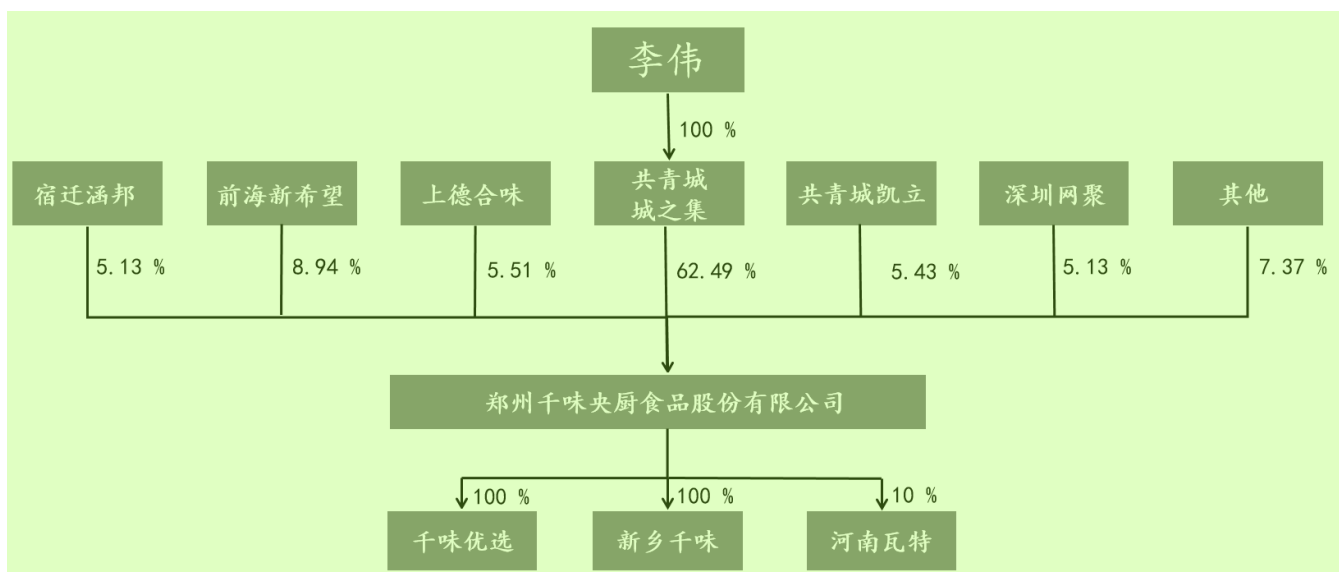 李伟
100 %
宿迁涵邦
前海新希望
上德合味
共青城
城之集
共青城凯立
深圳网聚
其他
5.13 %
8.94 %
5.51 %
62.49 %
5.43 %
5.13 %
7.37 %
郑州千味央厨食品股份有限公司
100 %
100 %
10 %
千味优选
新乡千味
河南瓦特